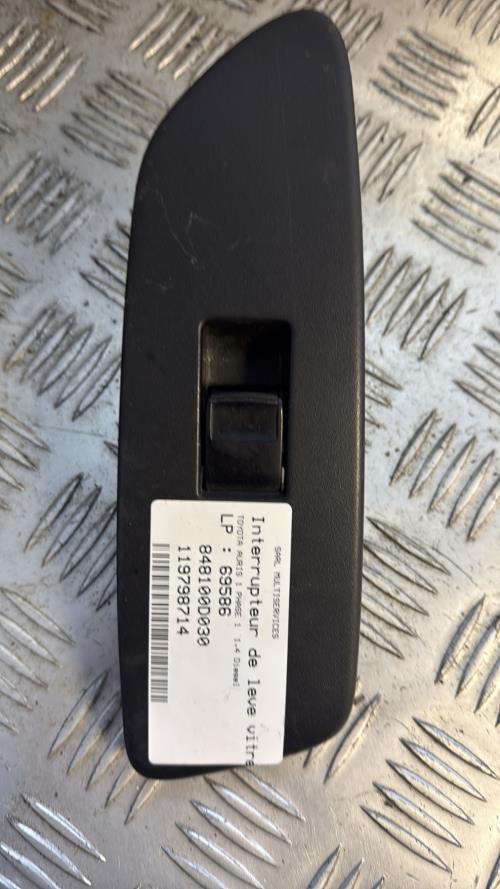 SARL MULTISERVICES
Interrupteur de leve vitre
TOYOTA AURIS 1 PHASE 1 1.4 Diesel
LP : 69586
848100D030
119798714